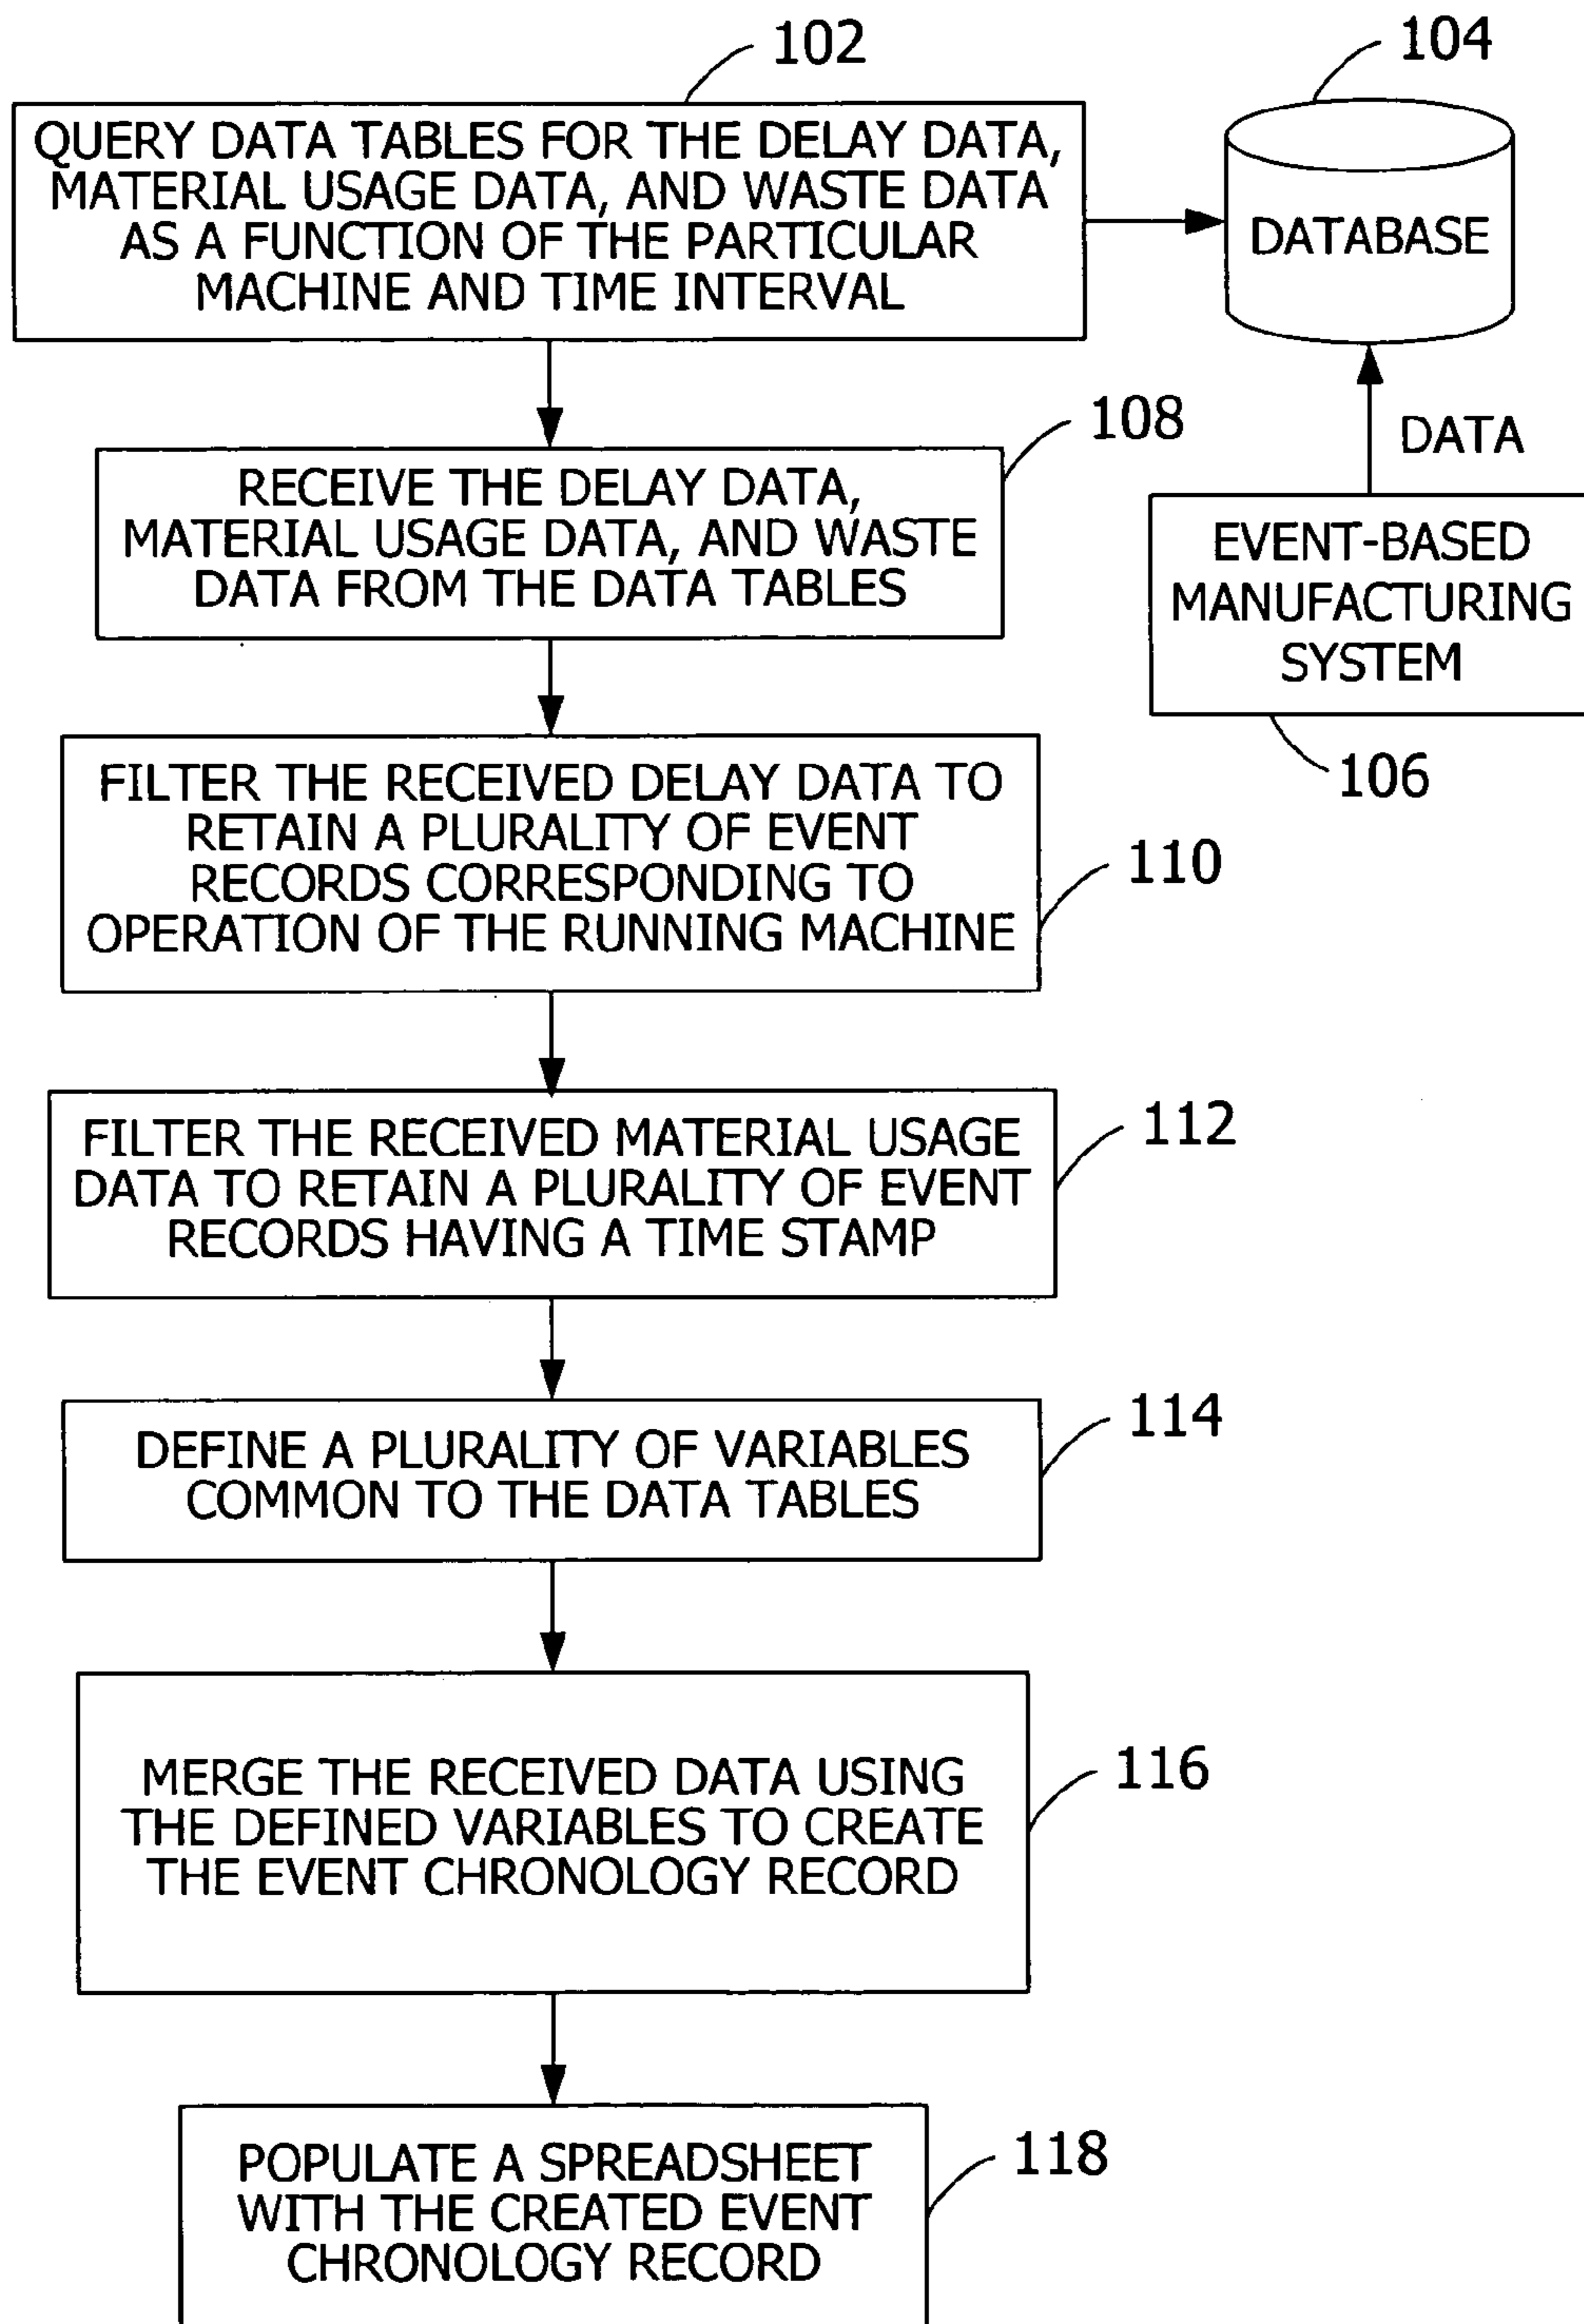 102
104
QUERY DATA TABLES FOR THE DELAY DATA,
MATERIAL USAGE DATA, AND WASTE DATA
AS A FUNCTION OF THE PARTICULAR
MACHINE AND TIME INTERVAL
DATABASE
108
DATA
RECEIVE THE DELAY DATA,
MATERIAL USAGE DATA, AND WASTE
DATA FROM THE DATA TABLES
EVENT-BASED
MANUFACTURING
SYSTEM
106
FILTER THE RECEIVED DELAY DATA TO
RETAIN A PLURALITY OF EVENT
RECORDS CORRESPONDING TO
OPERATION OF THE RUNNING MACHINE
110
FILTER THE RECEIVED MATERIAL USAGE
DATA TO RETAIN A PLURALITY OF EVENT
RECORDS HAVING A TIME STAMP
112
DEFINE A PLURALITY OF VARIABLES
COMMON TO THE DATA TABLES
114
MERGE THE RECEIVED DATA USING
THE DEFINED VARIABLES TO CREATE
THE EVENT CHRONOLOGY RECORD
116
POPULATE A SPREADSHEET
WITH THE CREATED EVENT
CHRONOLOGY RECORD
118